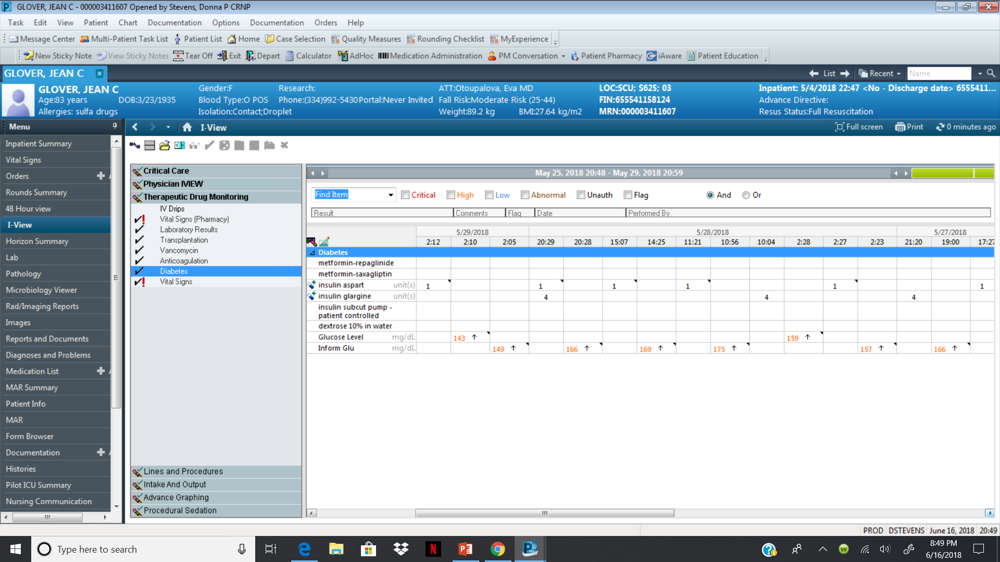 GLOVER, JEAN C - 000003411607 Opened by Stevens, Donna P CRNP
Task Edit View Patient Chart Documentation Options Documentation Orders Help
Message Center Multi-Patient Task List Patient List Home Case Selection Quality Measures Rounding Checklist MyExperience
New Sticky Note View Sticky Notes Tear Off Exit Depart Calculator AdHoc Medication Administration PM Conversation Patient Pharmacy iAware Patient Education
GLOVER, JEAN C List Recent Name
GLOVER, JEAN C Gender:F Research: ATT:Otoupalova, Eva MD LOC:SCU; S625; 03 Inpatient: 5/4/2018 22:47 <No - Discharge date> 6555411...
Age:83 years DOB:3/23/1935 Blood Type:O POS Phone:(334)992-5430 Portal:Never Invited Fall Risk:Moderate Risk (25-44) FIN:655541158124 Advance Directive:
Allergies: sulfa drugs Isolation:Contact;Droplet Weight:89.2 kg BMI:27.64 kg/m2 MRN:000003411607 Resus Status:Full Resuscitation
Menu I-View Full screen Print 0 minutes ago
Inpatient Summary
Vital Signs
Orders
Rounds Summary
48 Hour view
I-View
Horizon Summary
Lab
Pathology
Microbiology Viewer
Rad/Imaging Reports
Images
Reports and Documents
Diagnoses and Problems
Medication List
MAR Summary
Patient Info
MAR
Form Browser
Documentation
Histories
Pilot ICU Summary
Nursing Communication
Critical Care
Physician IVIEW
Therapeutic Drug Monitoring
IV Drips
Vital Signs (Pharmacy)
Laboratory Results
Transplantation
Vancomycin
Anticoagulation
Diabetes
Vital Signs
Lines and Procedures
Intake And Output
Advance Graphing
Procedural Sedation
May 25, 2018 20:48 - May 29, 2018 20:59
Find Item Critical High Low Abnormal Unauth Flag And Or
Result Comments Flag Date Performed By
5/29/2018 5/28/2018 5/27/2018
2:12 2:10 2:05 20:29 20:28 15:07 14:25 11:21 10:56 10:04 2:28 2:27 2:23 21:20 19:00 17:27
Diabetes
metformin-repaglinide
metformin-saxagliptin
insulin aspart unit(s) 1 1 1 1 1 1
insulin glargine unit(s) 4 4 4
insulin subcut pump -
patient controlled
dextrose 10% in water
Glucose Level mg/dL 143 ↑ 159 ↑
Inform Glu mg/dL 149 ↑ 166 ↑ 169 ↑ 175 ↑ 157 ↑ 166 ↑
PROD DSTEVENS June 16, 2018 20:49
Type here to search
8:49 PM
6/16/2018